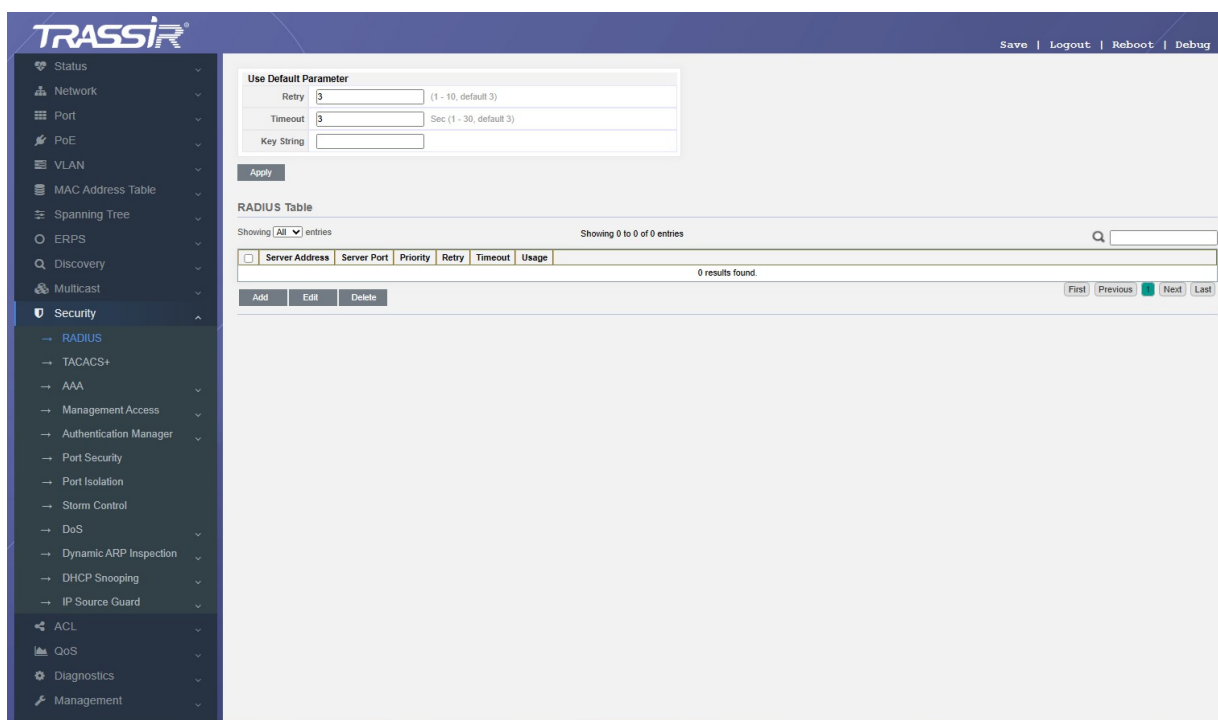 TRASSIR®
Save | Logout | Reboot | Debug
Status
Network
Port
PoE
VLAN
MAC Address Table
Spanning Tree
ERPS
Discovery
Multicast
Security
→ RADIUS
→ TACACS+
→ AAA
→ Management Access
→ Authentication Manager
→ Port Security
→ Port Isolation
→ Storm Control
→ DoS
→ Dynamic ARP Inspection
→ DHCP Snooping
→ IP Source Guard
ACL
QoS
Diagnostics
Management
Use Default Parameter
Retry 3 (1 - 10, default 3)
Timeout 3 Sec (1 - 30, default 3)
Key String
Apply
RADIUS Table
Showing All entries Showing 0 to 0 of 0 entries
Server Address Server Port Priority Retry Timeout Usage
0 results found.
Add Edit Delete First Previous 1 Next Last